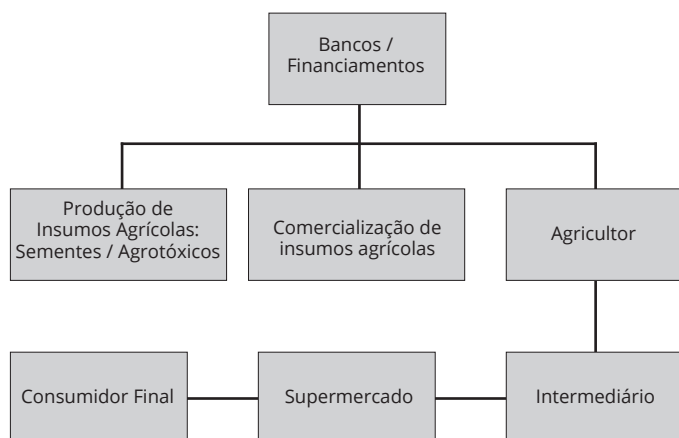 Bancos /
Financiamentos
Produção de
Insumos Agrícolas:
Sementes / Agrotóxicos
Comercialização de
insumos agrícolas
Agricultor
Consumidor Final
Supermercado
Intermediário